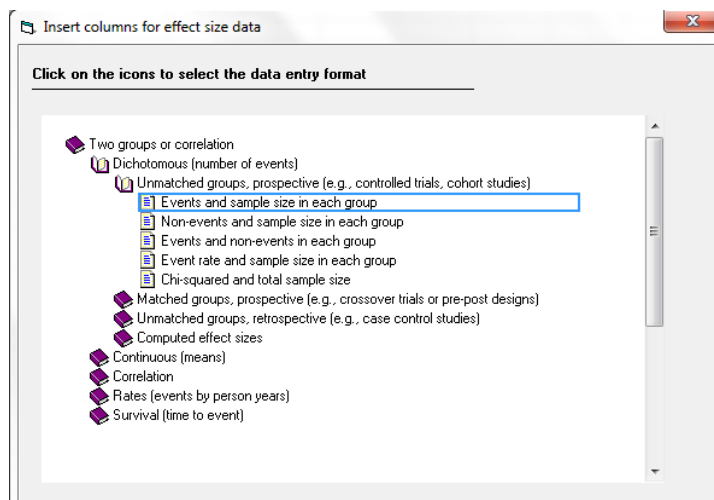 Insert columns for effect size data
Click on the icons to select the data entry format
Two groups or correlation
Dichotomous (number of events)
Unmatched groups, prospective (e.g., controlled trials, cohort studies)
Events and sample size in each group
Non-events and sample size in each group
Events and non-events in each group
Event rate and sample size in each group
Chi-squared and total sample size
Matched groups, prospective (e.g., crossover trials or pre-post designs)
Unmatched groups, retrospective (e.g., case control studies)
Computed effect sizes
Continuous (means)
Correlation
Rates (events by person years)
Survival (time to event)